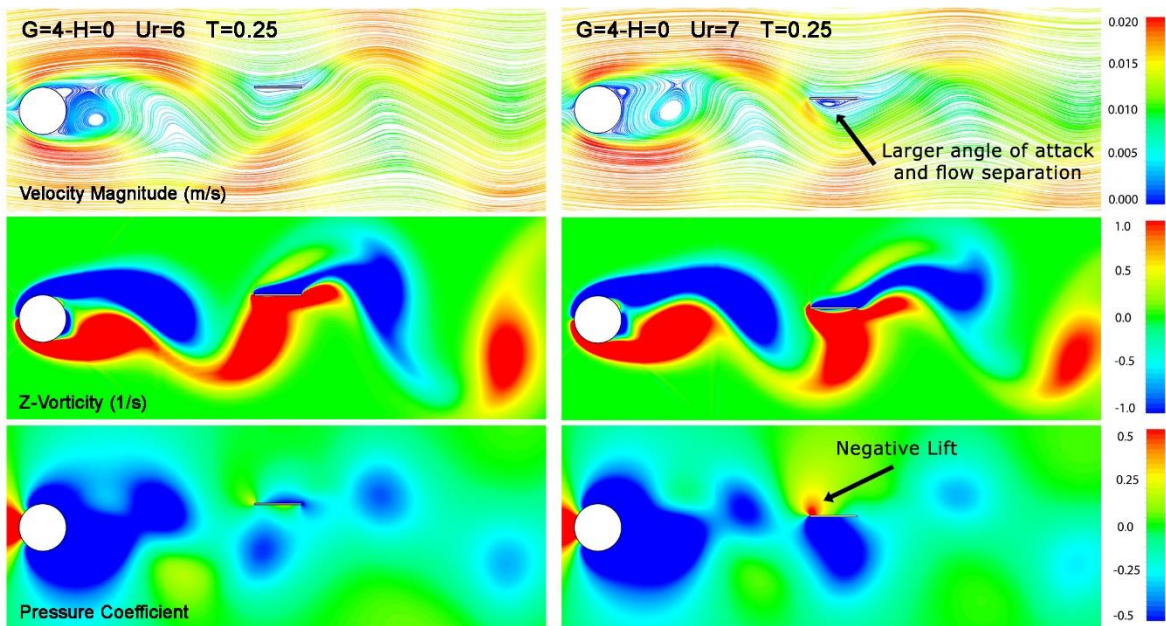 G=4-H=0 Ur=6 T=0.25
G=4-H=0 Ur=7 T=0.25
0.020
0.015
0.010
0.005
0.000
Larger angle of attack
and flow separation
Velocity Magnitude (m/s)
1.0
0.5
0.0
-0.5
-1.0
Z-Vorticity (1/s)
0.5
0.25
0.0
-0.25
-0.5
Negative Lift
Pressure Coefficient